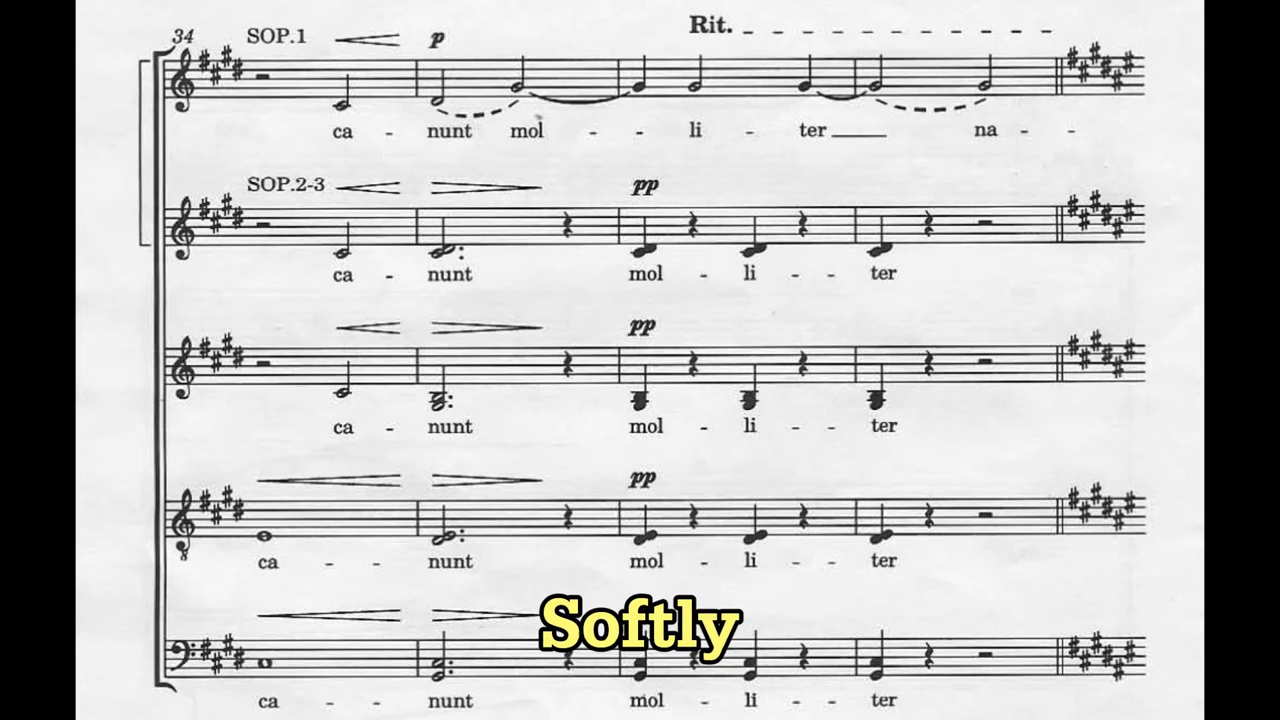 Rit.
34 SOP.1 p
ca - nunt mol - - li - ter na - -
SOP.2-3 pp
ca - nunt mol - li - - ter
pp
ca - nunt mol - li - - ter
pp
8
ca - - nunt mol - li - - ter
Softly
ca - - nunt mol - li - - ter